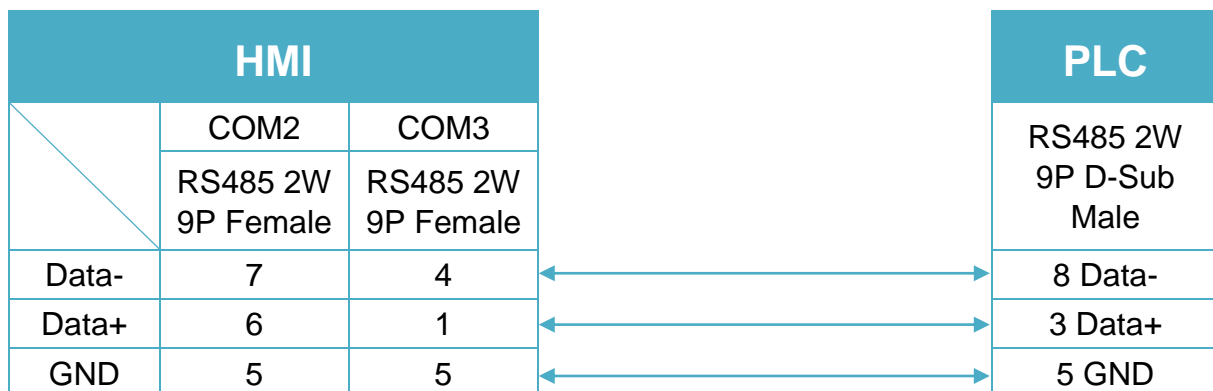 HMI
PLC
COM2 COM3
RS485 2W
9P D-Sub
Male
RS485 2W RS485 2W
9P Female 9P Female
Data- 7 4 8 Data-
Data+ 6 1 3 Data+
GND 5 5 5 GND